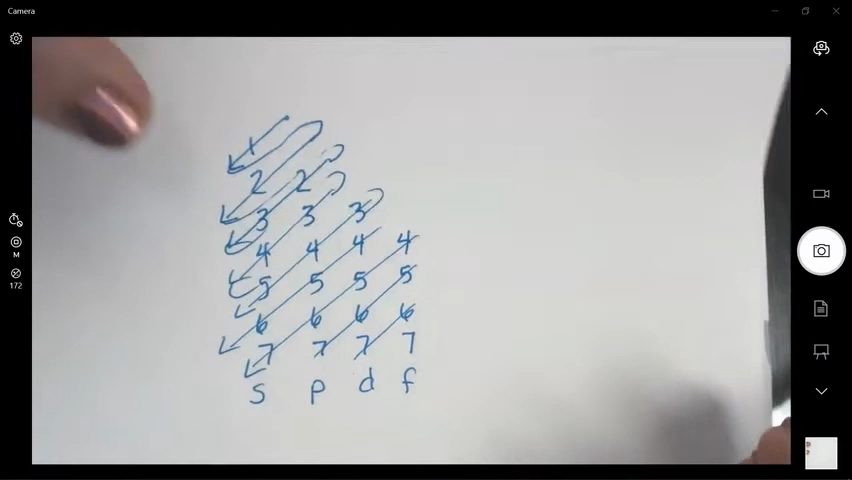 Camera
1
2 2
3 3 3
4 4 4 4
5 5 5 5
6 6 6 6
7 7 7 7
s p d f
M
172